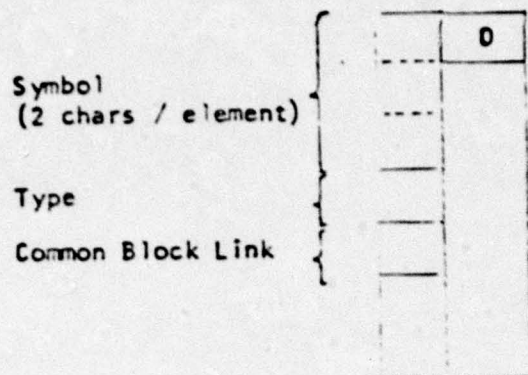 0
Symbol
(2 chars / element)
Type
Common Block Link